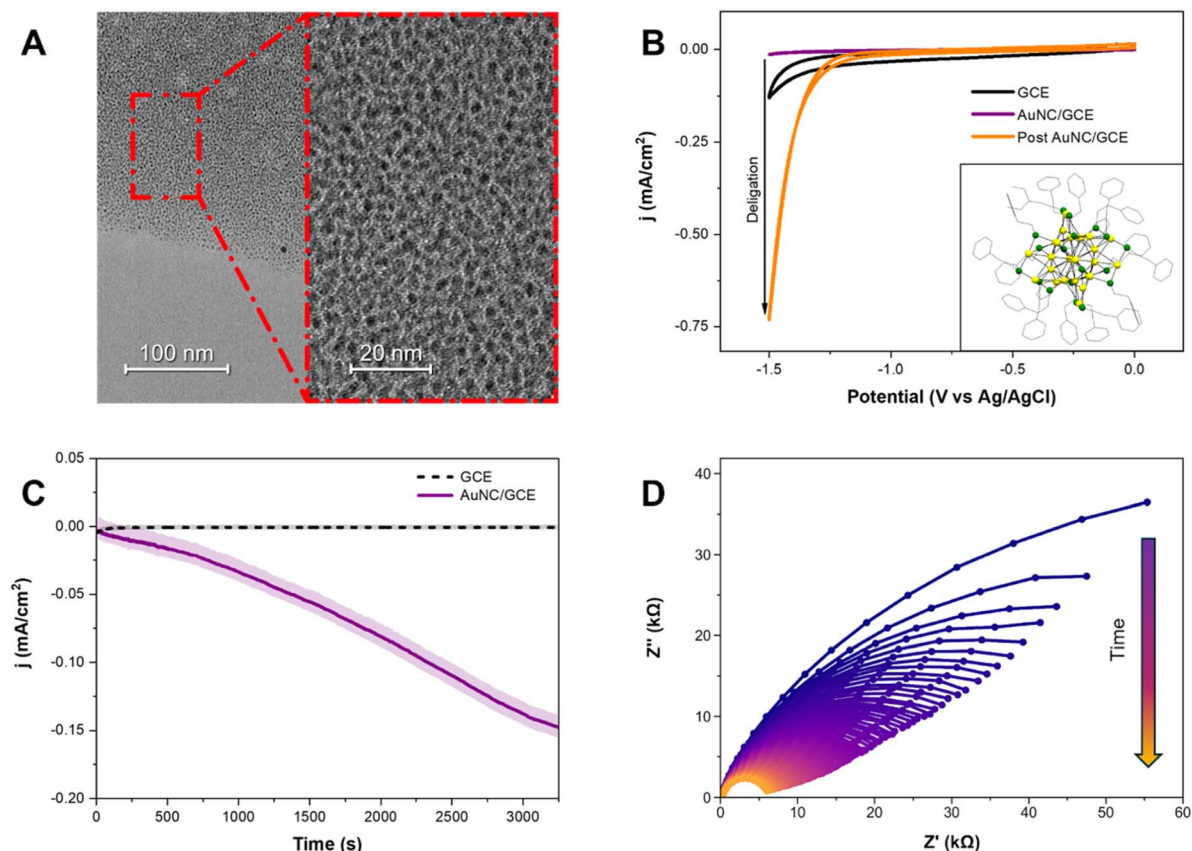 A
100 nm
20 nm
B
0.00
-0.25
-0.50
-0.75
j (mA/cm²)
Deligation
GCE
AuNC/GCE
Post AuNC/GCE
-1.5
-1.0
-0.5
0.0
Potential (V vs Ag/AgCl)
C
0.05
0.00
-0.05
-0.10
-0.15
-0.20
j (mA/cm²)
GCE
AuNC/GCE
0
500
1000
1500
2000
2500
3000
Time (s)
D
40
30
20
10
0
Z'' (kΩ)
Time
0
10
20
30
40
50
60
Z' (kΩ)